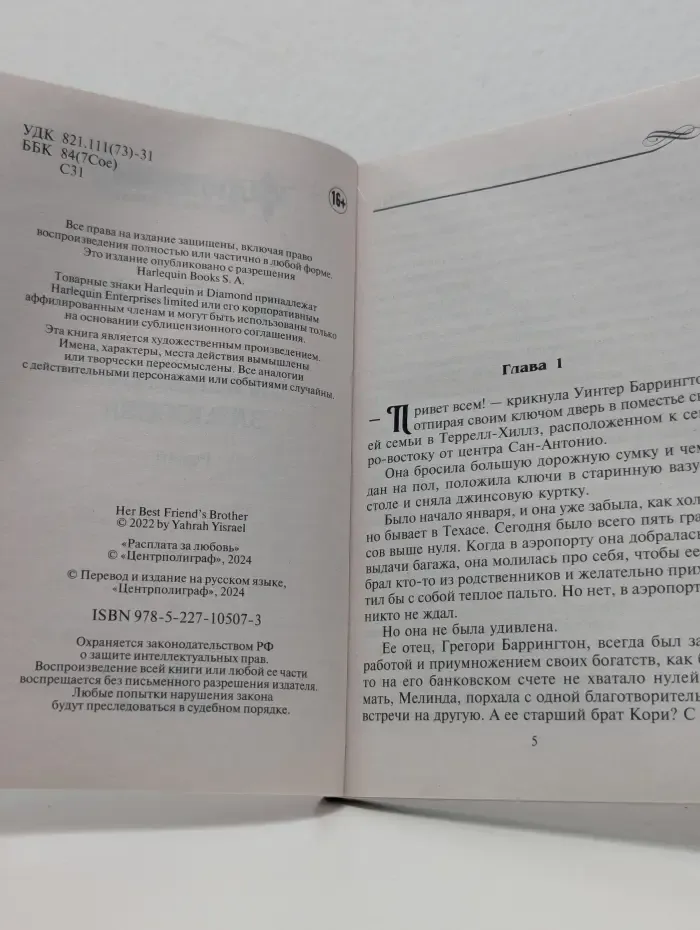 УДК 821.111(73)-31
ББК 84(7Сое)
С31
16+
Все права на издание защищены, включая право
воспроизведения полностью или частично в любой форме.
Это издание опубликовано с разрешения
Harlequin Books S. A.
Товарные знаки Harlequin и Diamond принадлежат
Harlequin Enterprises limited или его корпоративным
аффилированным членам и могут быть использованы только
на основании сублицензионного соглашения.
Эта книга является художественным произведением.
Имена, характеры, места действия вымышлены
или творчески переосмыслены. Все аналогии
с действительными персонажами или событиями случайны.
Her Best Friend's Brother
© 2022 by Yahrah Yisrael
«Расплата за любовь»
© «Центрполиграф», 2024
© Перевод и издание на русском языке,
«Центрполиграф», 2024
ISBN 978-5-227-10507-3
Охраняется законодательством РФ
о защите интеллектуальных прав.
Воспроизведение всей книги или любой ее части
воспрещается без письменного разрешения издателя.
Любые попытки нарушения закона
будут преследоваться в судебном порядке.
Глава 1
— Привет всем! — крикнула Уинтер Баррингто
отпирая своим ключом дверь в поместье св
ей семьи в Террелл-Хиллз, расположенном к се
ро-востоку от центра Сан-Антонио.
Она бросила большую дорожную сумку и чем
дан на пол, положила ключи в старинную вазу
столе и сняла джинсовую куртку.
Было начало января, и она уже забыла, как хол
но бывает в Техасе. Сегодня было всего пять гра
сов выше нуля. Когда в аэропорту она добралась
выдачи багажа, она молилась про себя, чтобы ее
брал кто-то из родственников и желательно прих
тил бы с собой теплое пальто. Но нет, в аэропорт
никто не ждал.
Но она не была удивлена.
Ее отец, Грегори Баррингтон, всегда был за
работой и приумножением своих богатств, как б
то на его банковском счете не хватало нулей
мать, Мелинда, порхала с одной благотворитель
встречи на другую. А ее старший брат Кори? С
5